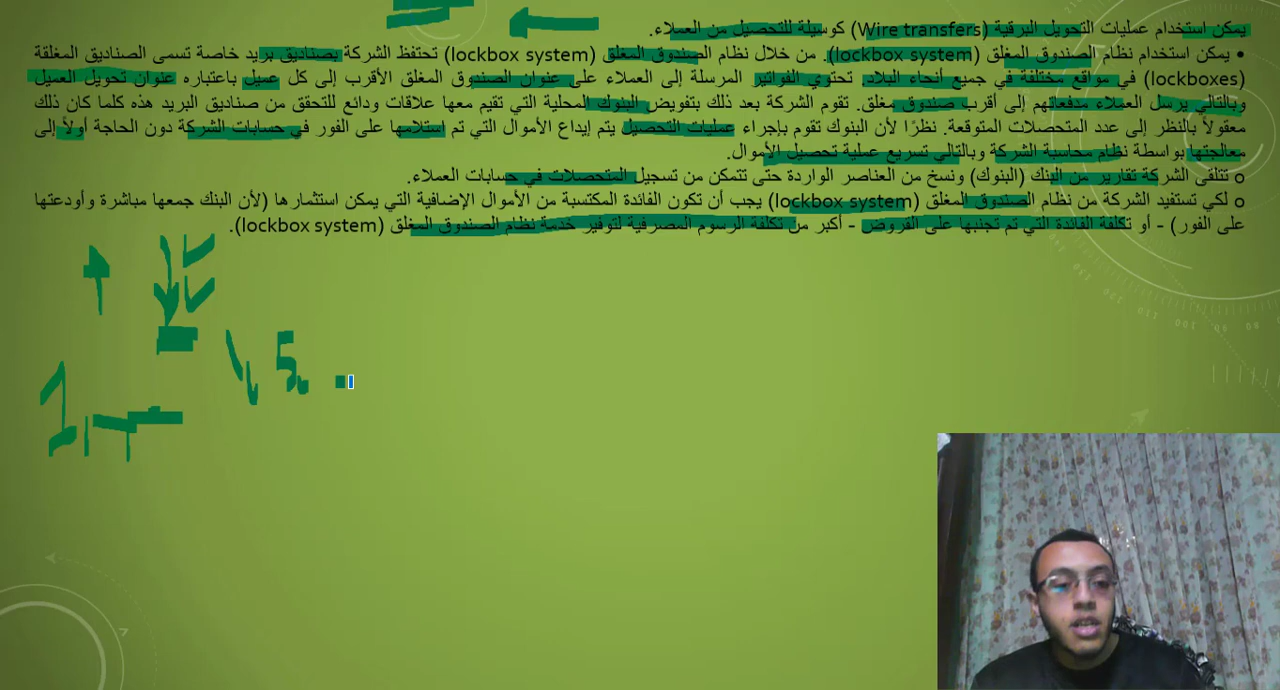 يمكن استخدام عمليات التحويل البرقية (Wire transfers) كوسيلة للتحصيل من العملاء.
• يمكن استخدام نظام الصندوق المغلق (lockbox system). من خلال نظام الصندوق المغلق (lockbox system) تحتفظ الشركة بصناديق بريد خاصة تسمى الصناديق المغلقة
(lockboxes) في مواقع مختلفة في جميع أنحاء البلاد. تحتوي الفواتير المرسلة إلى العملاء على عنوان الصندوق المغلق الأقرب إلى كل عميل باعتباره عنوان تحويل العميل
وبالتالي يرسل العملاء مدفعاتهم إلى أقرب صندوق مغلق. تقوم الشركة بعد ذلك بتفويض البنوك المحلية التي تقيم معها علاقات ودائع للتحقق من صناديق البريد هذه كلما كان ذلك
معقولاً بالنظر إلى عدد المتحصلات المتوقعة. نظرًا لأن البنوك تقوم بإجراء عمليات التحصيل يتم إيداع الأموال التي تم استلامها على الفور في حسابات الشركة دون الحاجة أولاً إلى
معالجتها بواسطة نظام محاسبة الشركة وبالتالي تسريع عملية تحصيل الأموال.
o تتلقى الشركة تقارير من البنك (البنوك) ونسخ من العناصر الواردة حتى تتمكن من تسجيل المتحصلات في حسابات العملاء.
o لكي تستفيد الشركة من نظام الصندوق المغلق (lockbox system) يجب أن تكون الفائدة المكتسبة من الأموال الإضافية التي يمكن استثمارها (لأن البنك جمعها مباشرة وأودعتها
على الفور) - أو تكلفة الفائدة التي تم تجنبها على القروض - أكبر من تكلفة الرسوم المصرفية لتوفير خدمة نظام الصندوق المغلق (lockbox system).